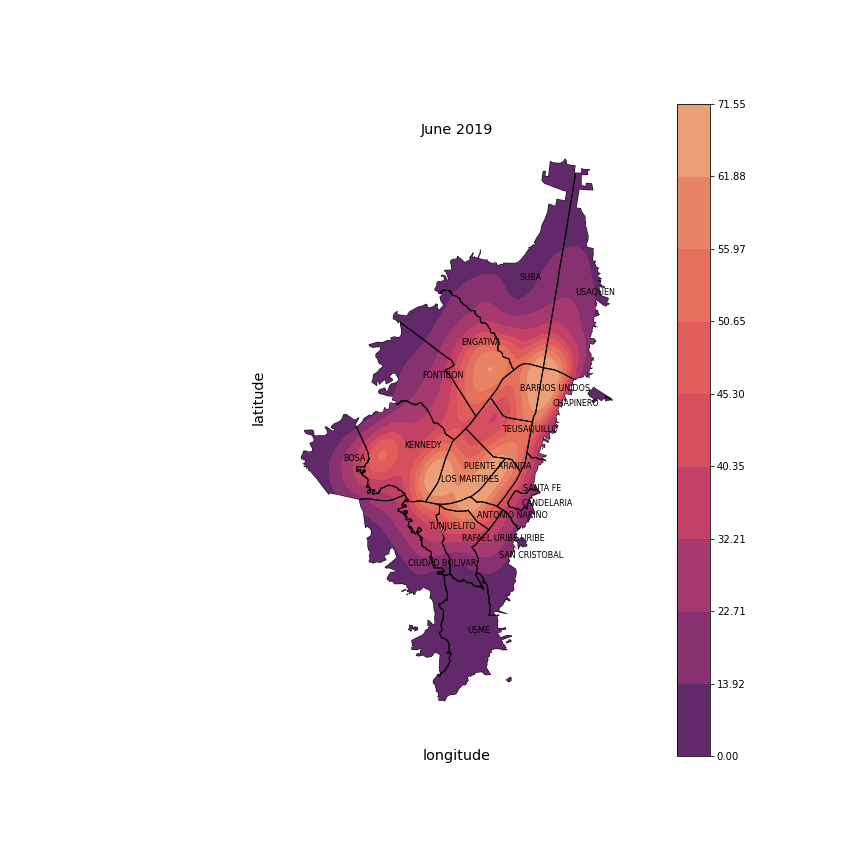 June 2019
71.55
61.88
55.97
50.65
45.30
40.35
32.21
22.71
13.92
0.00
SUBA
USAQUEN
ENGATIVA
FONTIBON
BARRIOS UNIDOS
CHAPINERO
TEUSAQUILLO
KENNEDY
BOSA
PUENTE ARANDA
LOS MARTIRES
SANTA FE
CANDELARIA
ANTONIO NARIÑO
TUNJUELITO
RAFAEL URIBE URIBE
SAN CRISTOBAL
CIUDAD BOLIVAR
USME
latitude
longitude